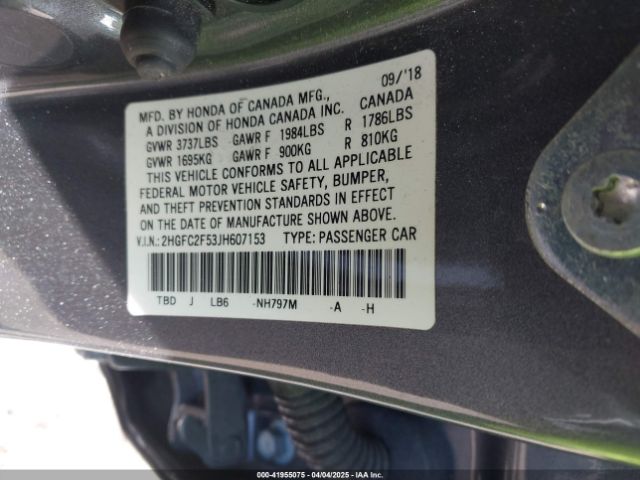 09/'18
MFD. BY HONDA OF CANADA MFG., CANADA
A DIVISION OF HONDA CANADA INC.
GVWR 3737LBS GAWR F 1984LBS R 1786LBS
GVWR 1695KG GAWR F 900KG R 810KG
THIS VEHICLE CONFORMS TO ALL APPLICABLE
FEDERAL MOTOR VEHICLE SAFETY, BUMPER,
AND THEFT PREVENTION STANDARDS IN EFFECT
ON THE DATE OF MANUFACTURE SHOWN ABOVE.
V.I.N.: 2HGFC2F53JH607153 TYPE: PASSENGER CAR
TBD J LB6 -NH797M -A -H
000-41955075 - 04/04/2025 - IAA Inc.